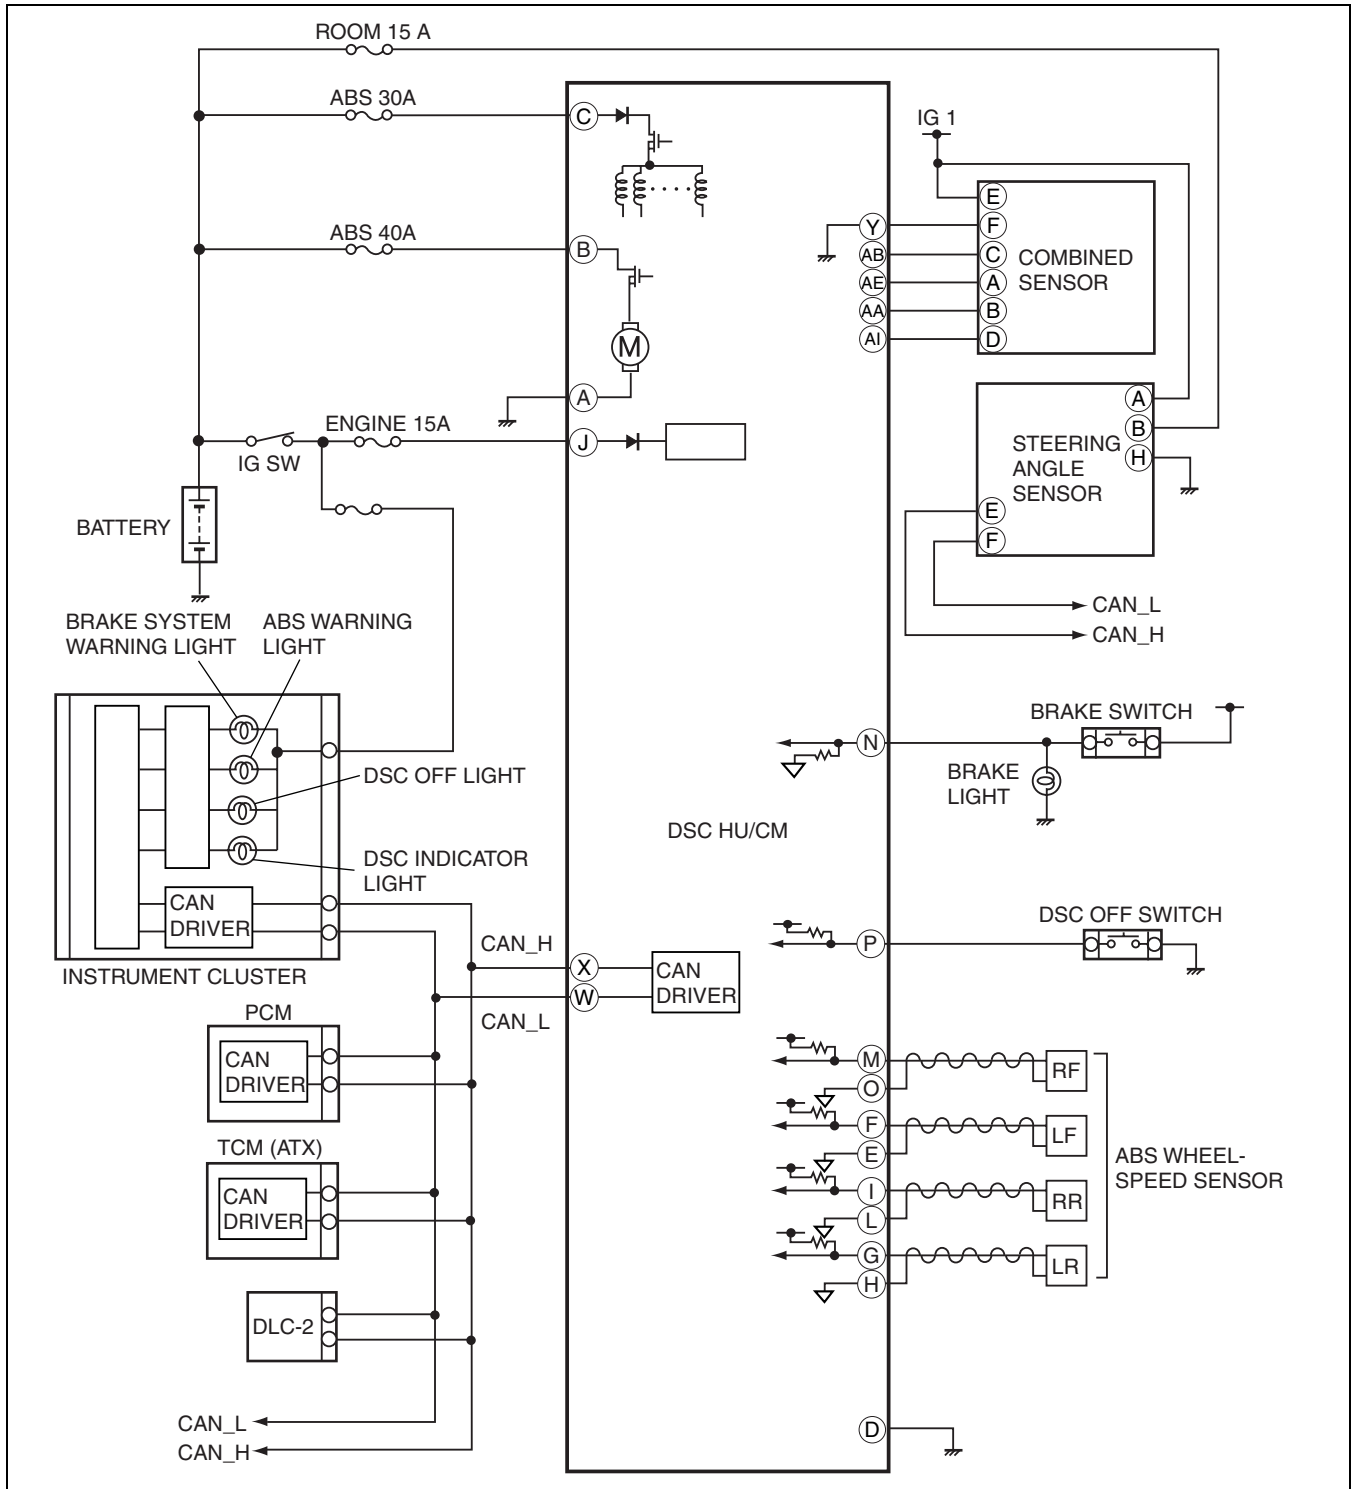 ROOM 15 A
ABS 30A
C
IG 1
E
F
C
A
B
D
COMBINED
SENSOR
Y
AB
AE
AA
AI
ABS 40A
B
M
A
ENGINE 15A
J
IG SW
BATTERY
A
B
H
E
F
STEERING
ANGLE
SENSOR
CAN_L
CAN_H
BRAKE SYSTEM
WARNING LIGHT
ABS WARNING
LIGHT
DSC OFF LIGHT
DSC INDICATOR
LIGHT
CAN
DRIVER
INSTRUMENT CLUSTER
BRAKE SWITCH
N
BRAKE
LIGHT
DSC HU/CM
DSC OFF SWITCH
P
CAN_H
X
W
CAN
DRIVER
CAN_L
PCM
CAN
DRIVER
TCM (ATX)
CAN
DRIVER
DLC-2
CAN_L
CAN_H
M
O
F
E
I
L
G
H
RF
LF
RR
LR
ABS WHEEL-
SPEED SENSOR
D